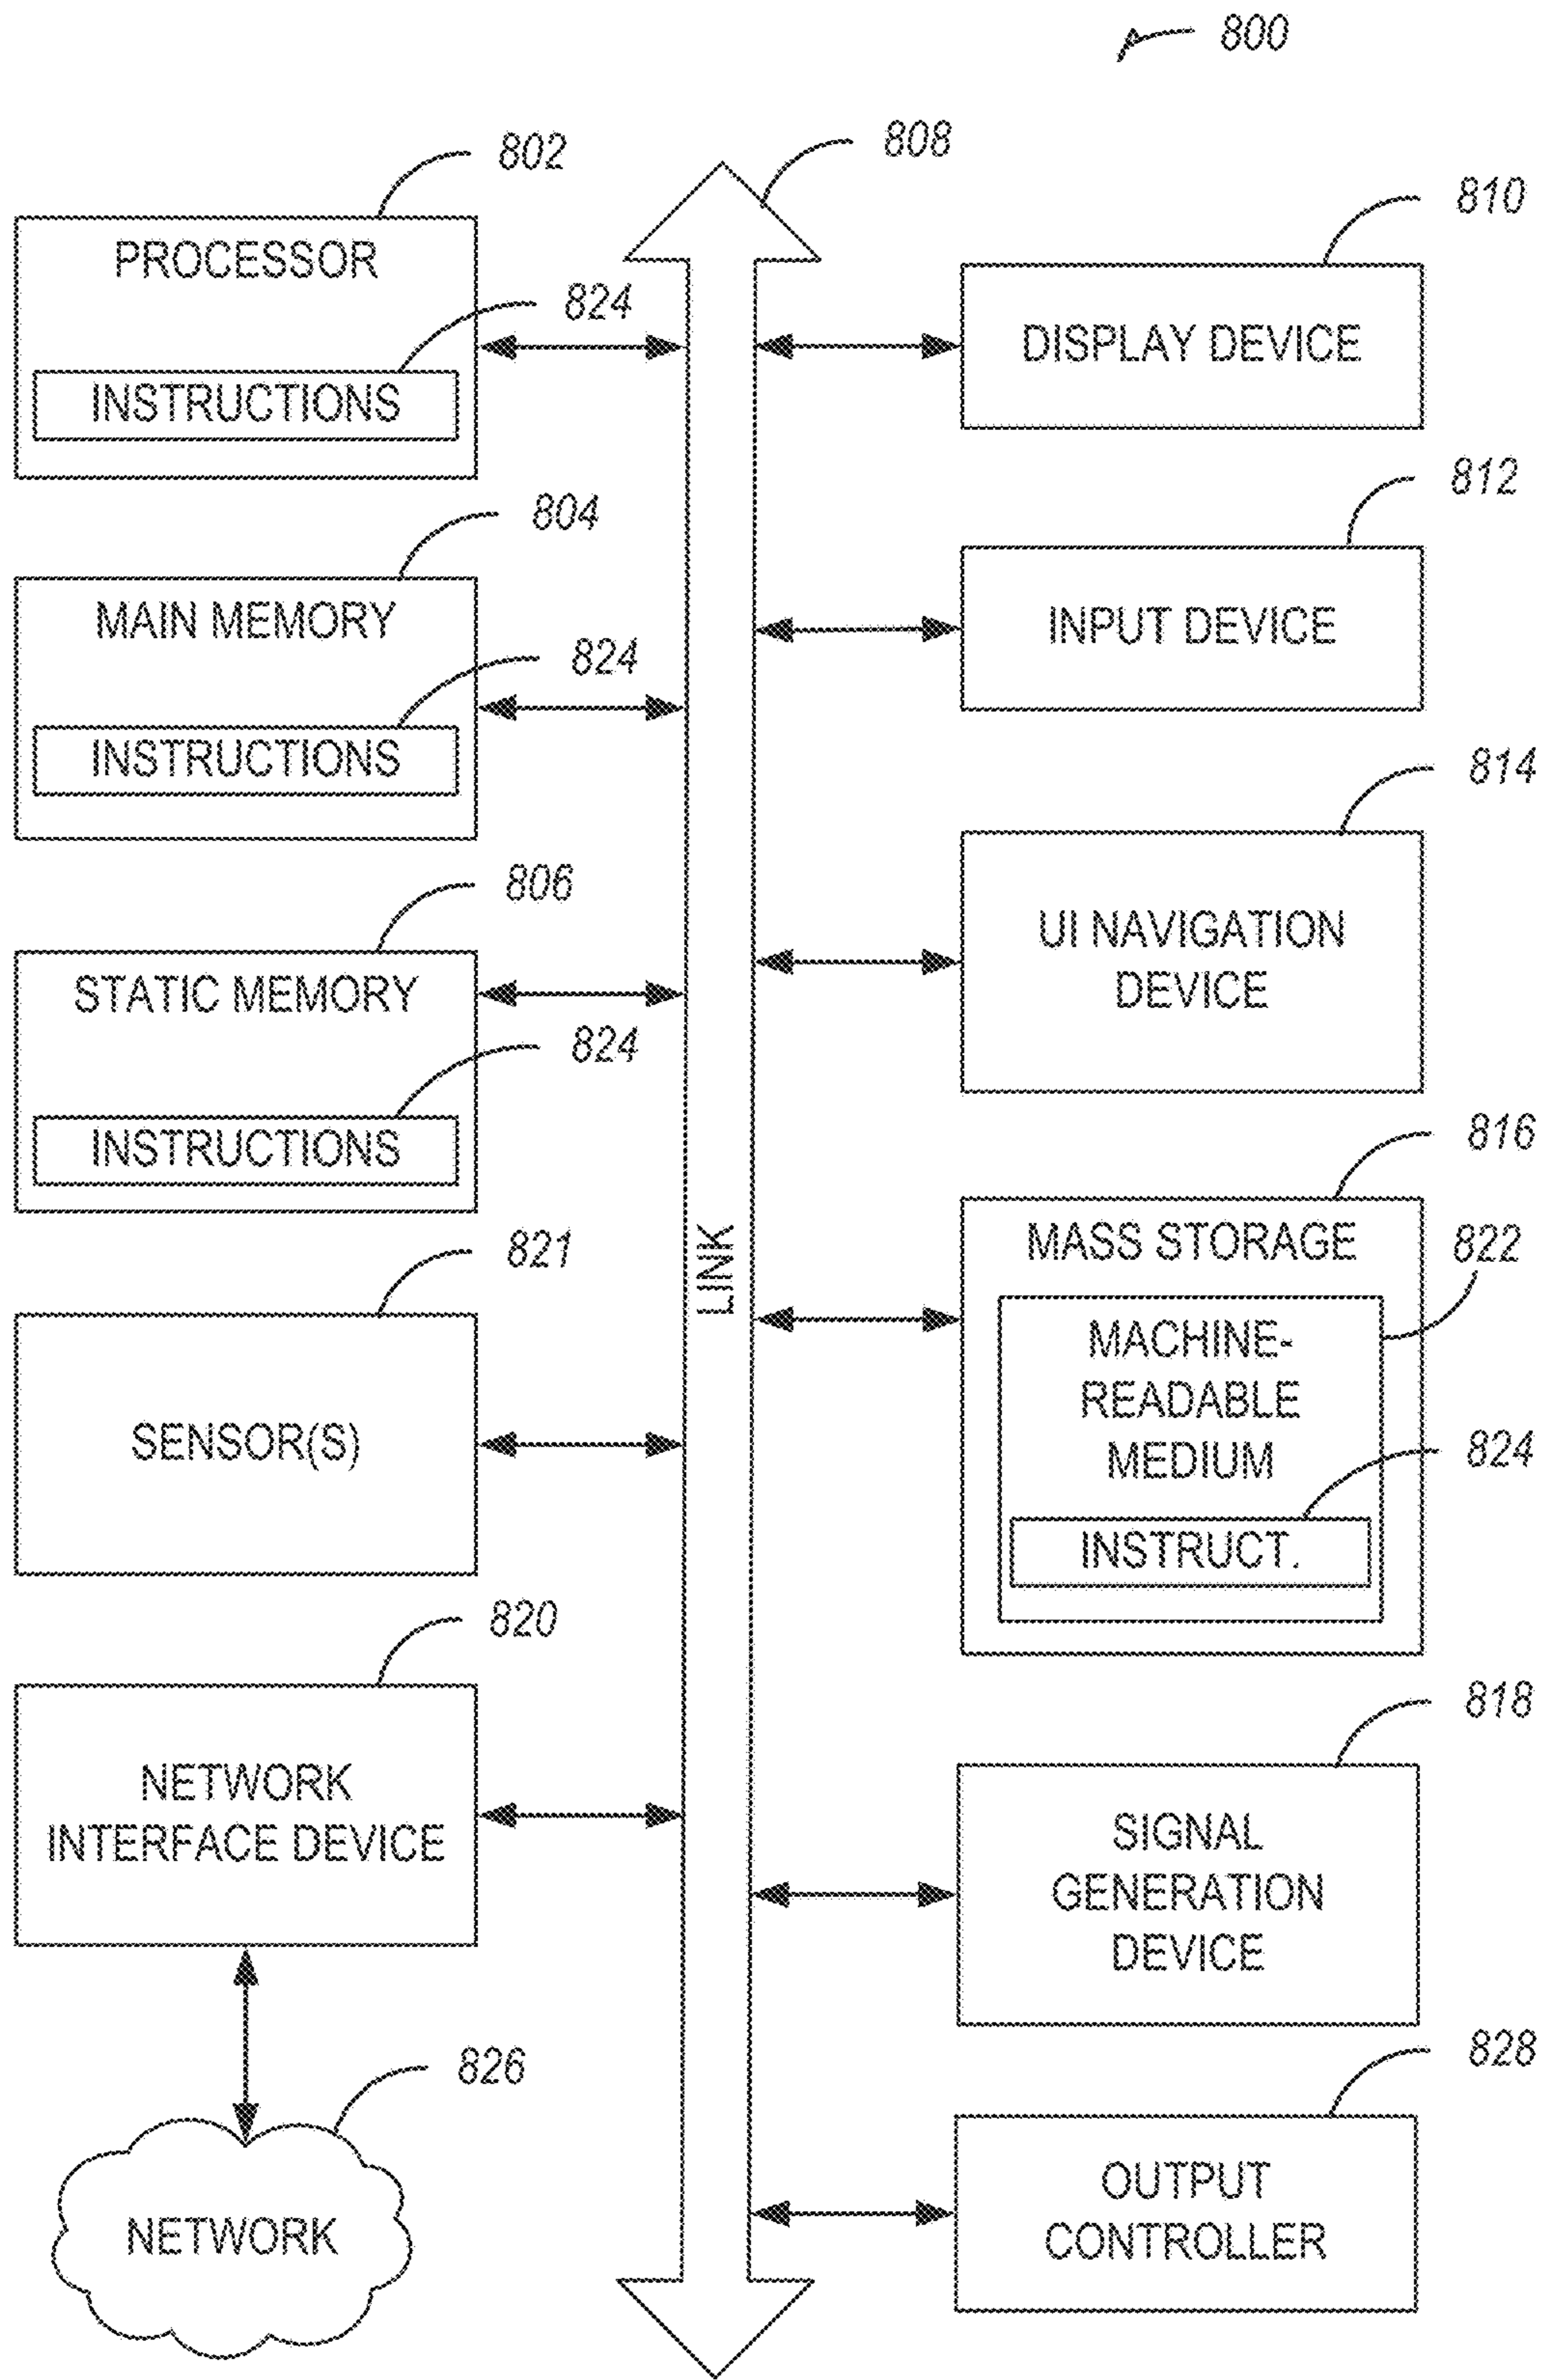 800
808
802
PROCESSOR
824
INSTRUCTIONS
804
MAIN MEMORY
824
INSTRUCTIONS
806
STATIC MEMORY
824
INSTRUCTIONS
821
SENSOR(S)
820
NETWORK
INTERFACE DEVICE
826
NETWORK
LINK
810
DISPLAY DEVICE
812
INPUT DEVICE
814
UI NAVIGATION
DEVICE
816
MASS STORAGE
822
MACHINE-
READABLE
MEDIUM
824
INSTRUCT.
818
SIGNAL
GENERATION
DEVICE
828
OUTPUT
CONTROLLER